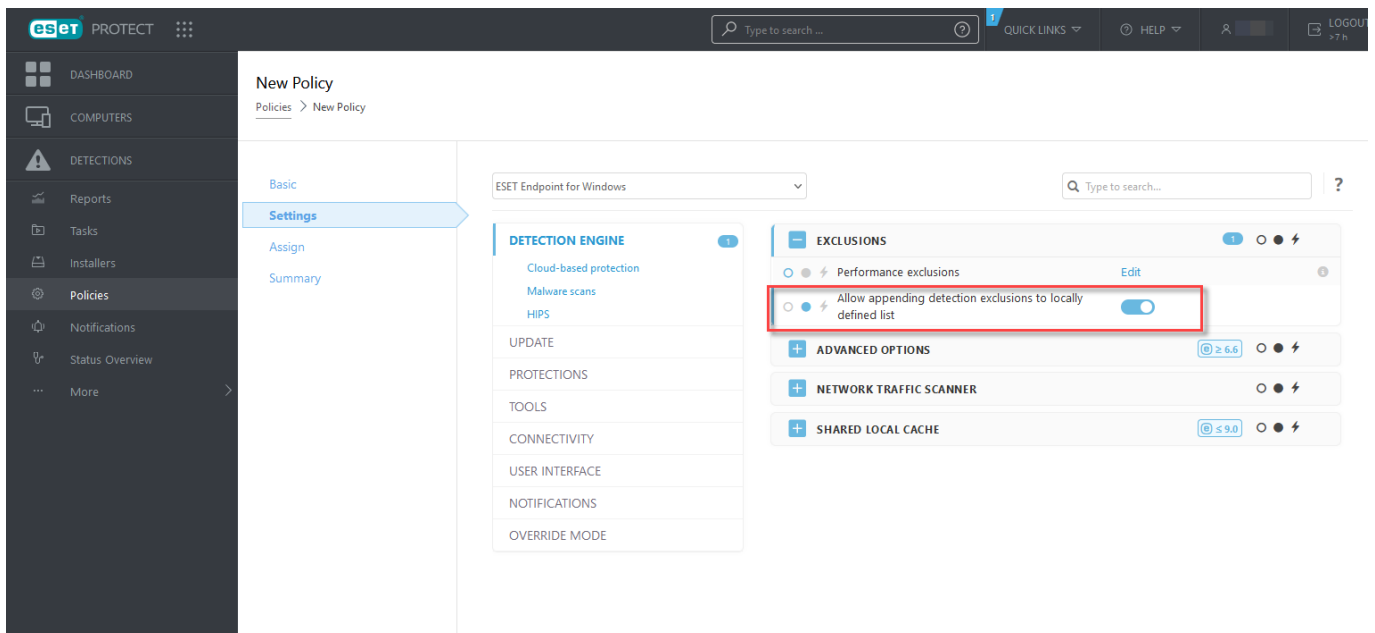 eset PROTECT
Type to search ...
?
1
QUICK LINKS
? HELP
LOGOUT
>7 h
DASHBOARD
COMPUTERS
DETECTIONS
Reports
Tasks
Installers
Policies
Notifications
Status Overview
More
New Policy
Policies > New Policy
Basic
Settings
Assign
Summary
ESET Endpoint for Windows
Type to search...
?
DETECTION ENGINE 1
Cloud-based protection
Malware scans
HIPS
UPDATE
PROTECTIONS
TOOLS
CONNECTIVITY
USER INTERFACE
NOTIFICATIONS
OVERRIDE MODE
EXCLUSIONS 1
Performance exclusions Edit
Allow appending detection exclusions to locally
defined list
ADVANCED OPTIONS e ≥ 6.6
NETWORK TRAFFIC SCANNER
SHARED LOCAL CACHE e ≤ 9.0